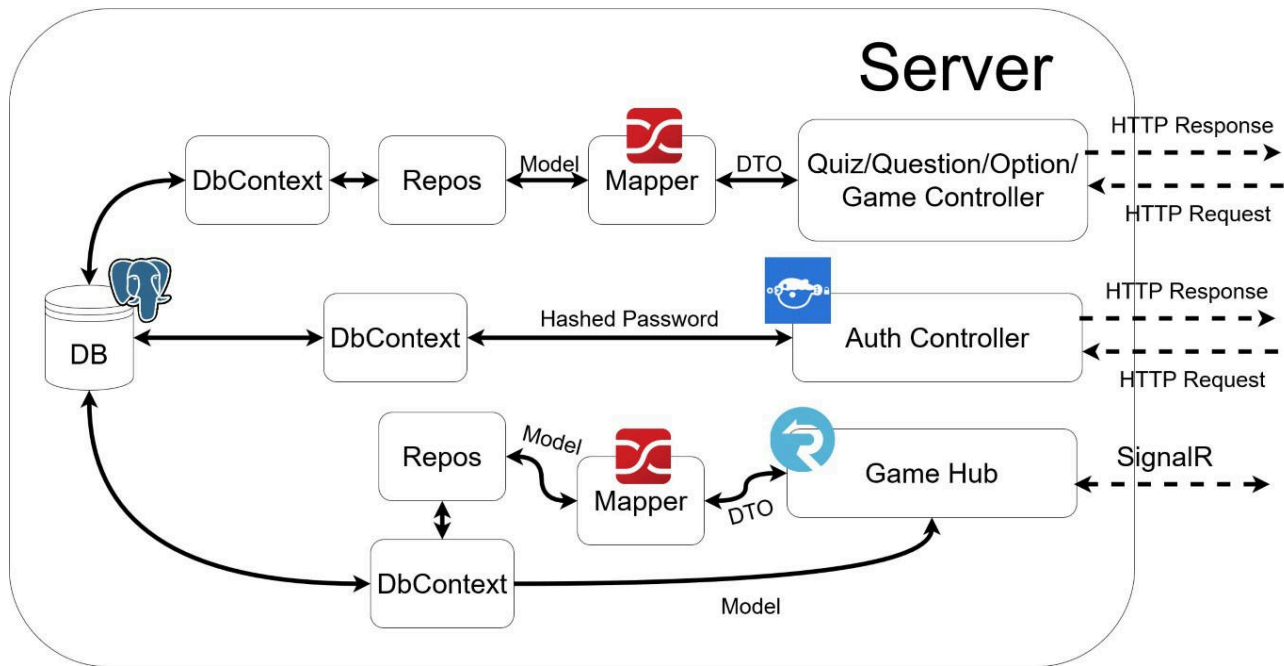 Server
HTTP Response
DbContext
Repos
Model
Mapper
DTO
Quiz/Question/Option/
Game Controller
HTTP Request
HTTP Response
DB
DbContext
Hashed Password
Auth Controller
HTTP Request
Repos
Model
Mapper
DTO
Game Hub
SignalR
DbContext
Model